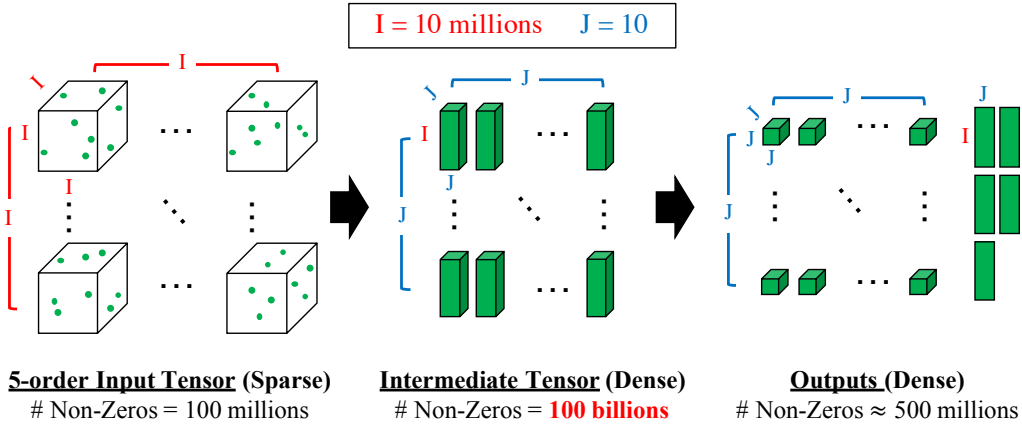 I = 10 millions J = 10
I
I
I
I
I
J
J
I
J
J
J
J
J
J
J
J
I
5-order Input Tensor (Sparse)
# Non-Zeros = 100 millions
Intermediate Tensor (Dense)
# Non-Zeros = 100 billions
Outputs (Dense)
# Non-Zeros ≈ 500 millions